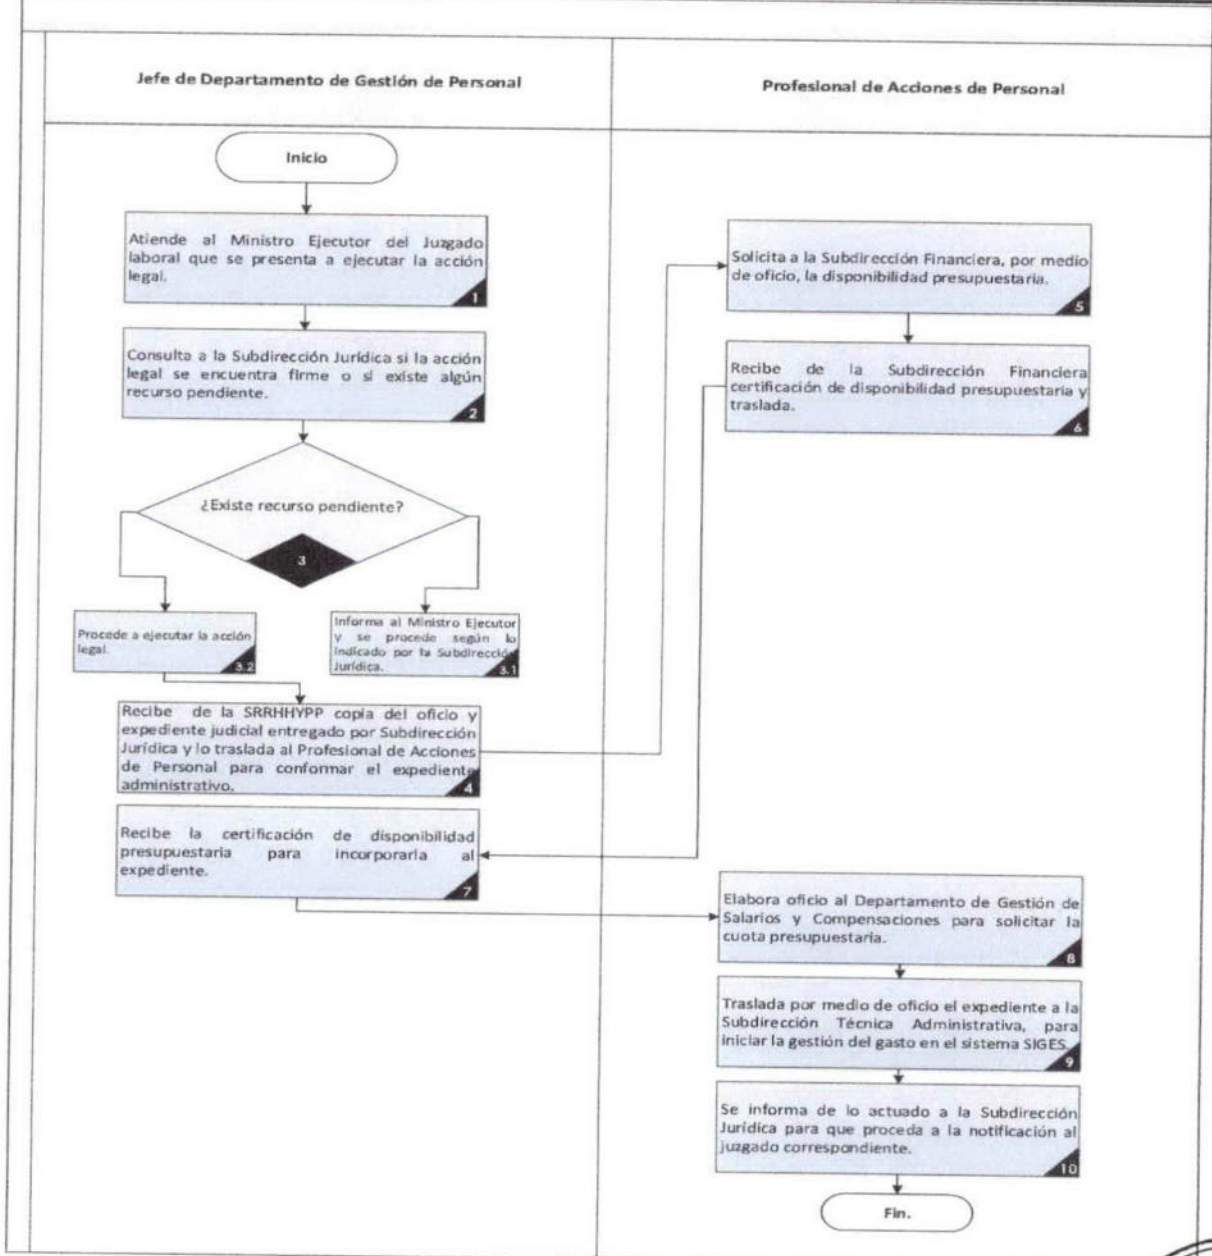 Jefe de Departamento de Gestión de Personal
Profesional de Acciones de Personal
Inicio
Atiende al Ministro Ejecutor del Juzgado
laboral que se presenta a ejecutar la acción
legal.
1
Consulta a la Subdirección Jurídica si la acción
legal se encuentra firme o si existe algún
recurso pendiente.
2
¿Existe recurso pendiente?
3
Procede a ejecutar la acción
legal.
3.2
Informa al Ministro Ejecutor
y se procede según lo
indicado por la Subdirección
Jurídica.
3.1
Recibe de la SRRHHYPP copia del oficio y
expediente judicial entregado por Subdirección
Jurídica y lo traslada al Profesional de Acciones
de Personal para conformar el expediente
administrativo.
4
Solicita a la Subdirección Financiera, por medio
de oficio, la disponibilidad presupuestaria.
5
Recibe de la Subdirección Financiera
certificación de disponibilidad presupuestaria y
traslada.
6
Recibe la certificación de disponibilidad
presupuestaria para incorporarla al
expediente.
7
Elabora oficio al Departamento de Gestión de
Salarios y Compensaciones para solicitar la
cuota presupuestaria.
8
Traslada por medio de oficio el expediente a la
Subdirección Técnica Administrativa, para
iniciar la gestión del gasto en el sistema SIGES.
9
Se informa de lo actuado a la Subdirección
Jurídica para que proceda a la notificación al
juzgado correspondiente.
10
Fin.